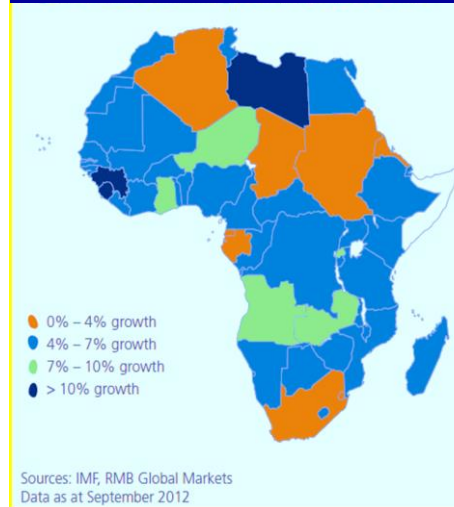 0% – 4% growth
4% – 7% growth
7% – 10% growth
> 10% growth
Sources: IMF, RMB Global Markets
Data as at September 2012